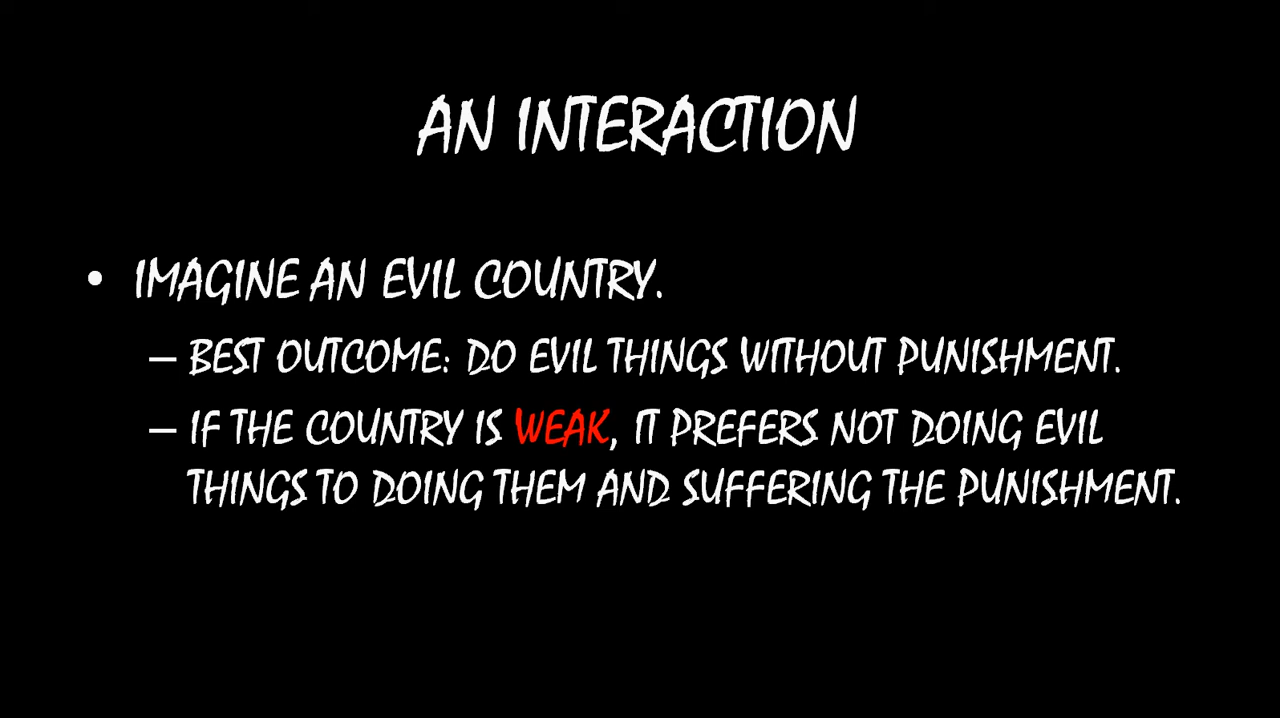 AN INTERACTION
• IMAGINE AN EVIL COUNTRY.
– BEST OUTCOME: DO EVIL THINGS WITHOUT PUNISHMENT.
– IF THE COUNTRY IS WEAK, IT PREFERS NOT DOING EVIL
THINGS TO DOING THEM AND SUFFERING THE PUNISHMENT.